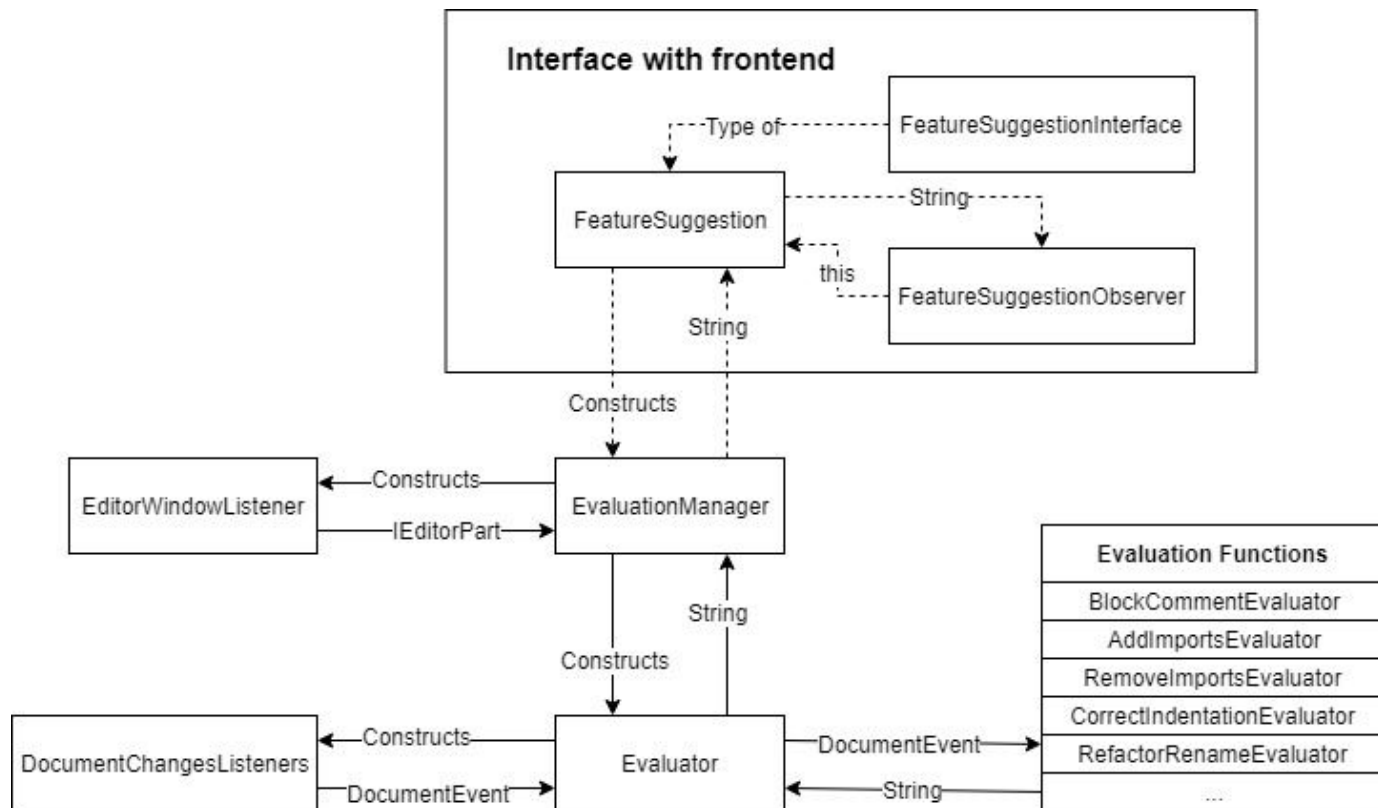 Interface with frontend
Type of
FeatureSuggestionInterface
FeatureSuggestion
String
this
FeatureSuggestionObserver
String
Constructs
EditorWindowListener
Constructs
IEditorPart
EvaluationManager
String
Constructs
Evaluation Functions
BlockCommentEvaluator
AddImportsEvaluator
RemoveImportsEvaluator
CorrectIndentationEvaluator
RefactorRenameEvaluator
...
DocumentChangesListeners
Constructs
DocumentEvent
Evaluator
DocumentEvent
String